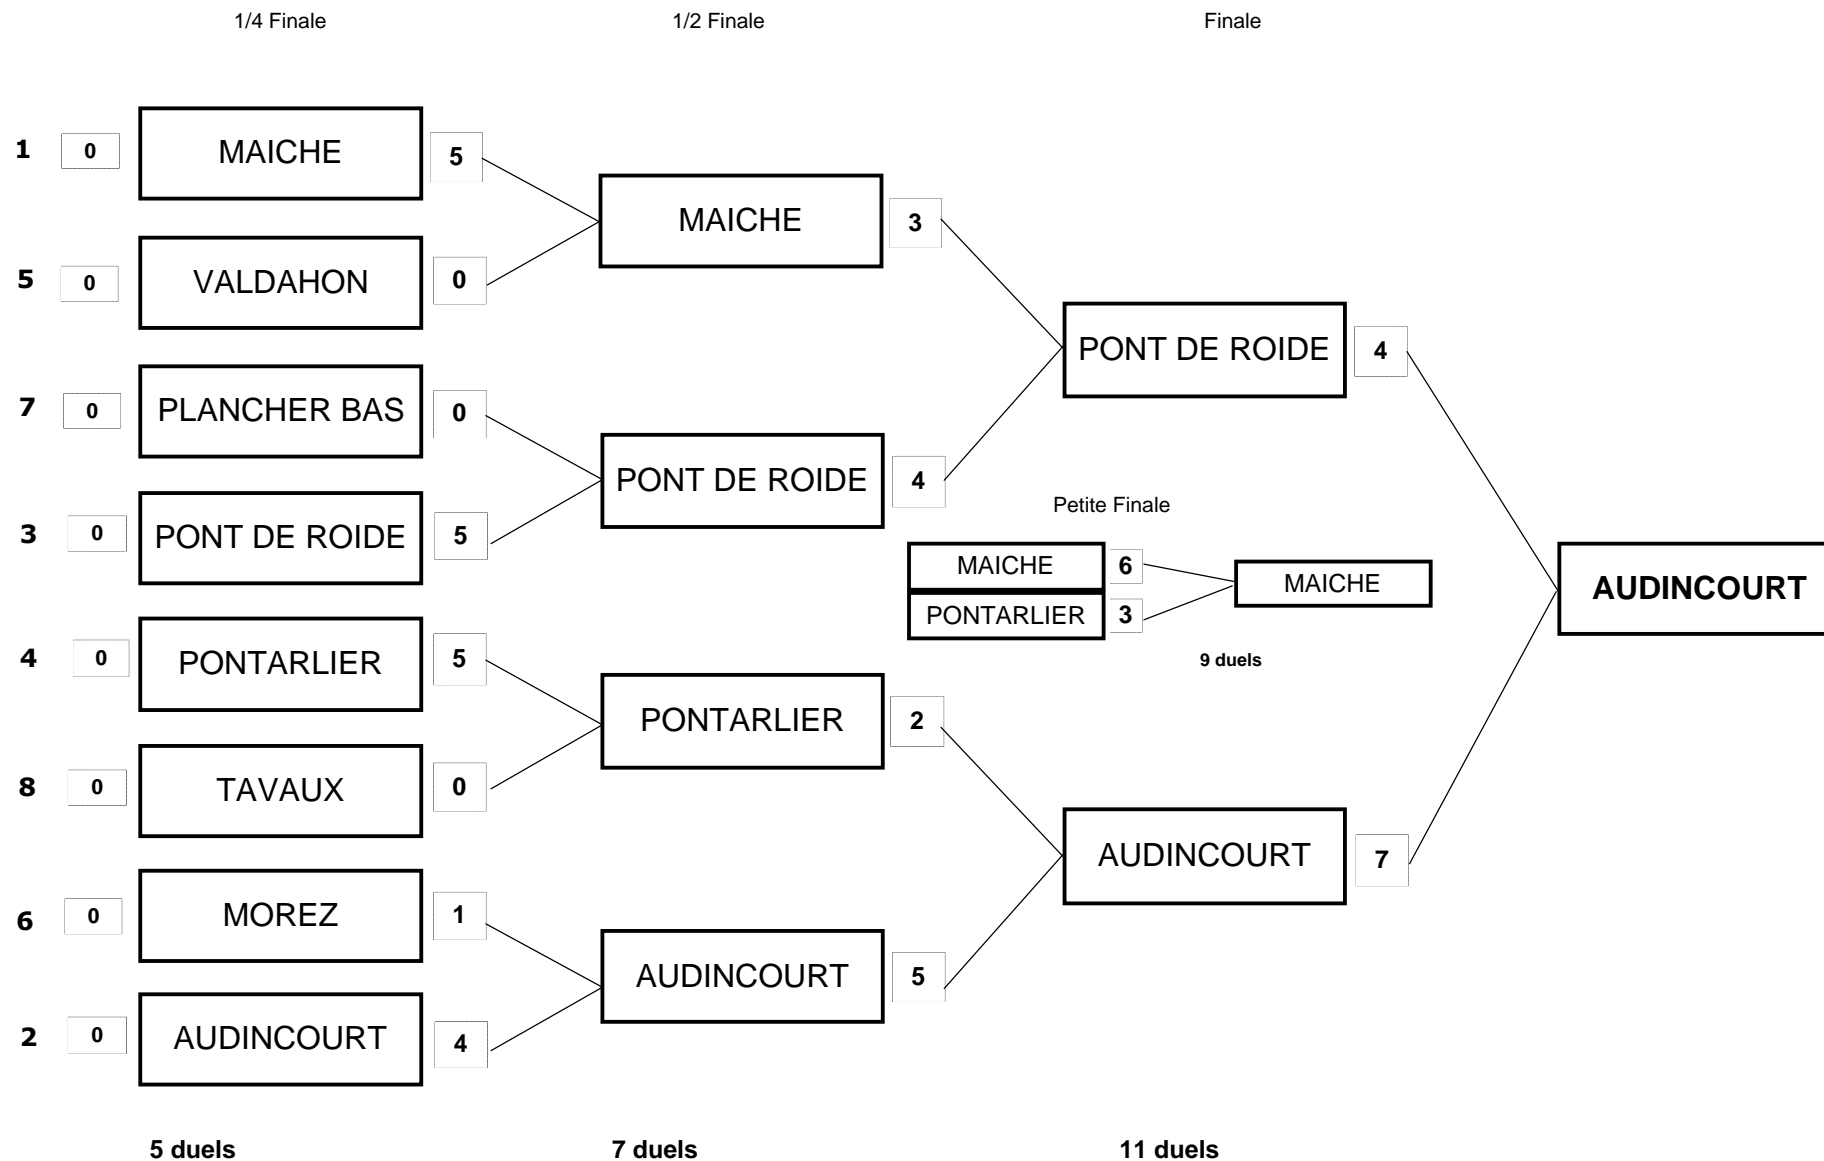 1/4 Finale 1/2 Finale Finale
1 0 MAICHE 5
MAICHE 3
5 0 VALDAHON 0
PONT DE ROIDE 4
7 0 PLANCHER BAS 0
PONT DE ROIDE 4
Petite Finale
3 0 PONT DE ROIDE 5
MAICHE 6
MAICHE
AUDINCOURT
PONTARLIER 3
4 0 PONTARLIER 5
9 duels
PONTARLIER 2
8 0 TAVAUX 0
AUDINCOURT 7
6 0 MOREZ 1
AUDINCOURT 5
2 0 AUDINCOURT 4
5 duels 7 duels 11 duels